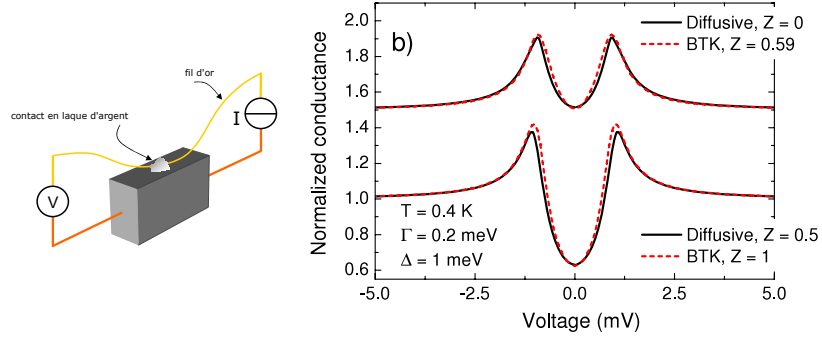 fil d'or
contact en laque d'argent
I
V
b)
Normalized conductance
2.0
1.8
1.6
1.4
1.2
1.0
0.8
0.6
Diffusive, Z = 0
BTK, Z = 0.59
T = 0.4 K
Γ = 0.2 meV
Δ = 1 meV
Diffusive, Z = 0.5
BTK, Z = 1
-5.0 -2.5 0.0 2.5 5.0
Voltage (mV)